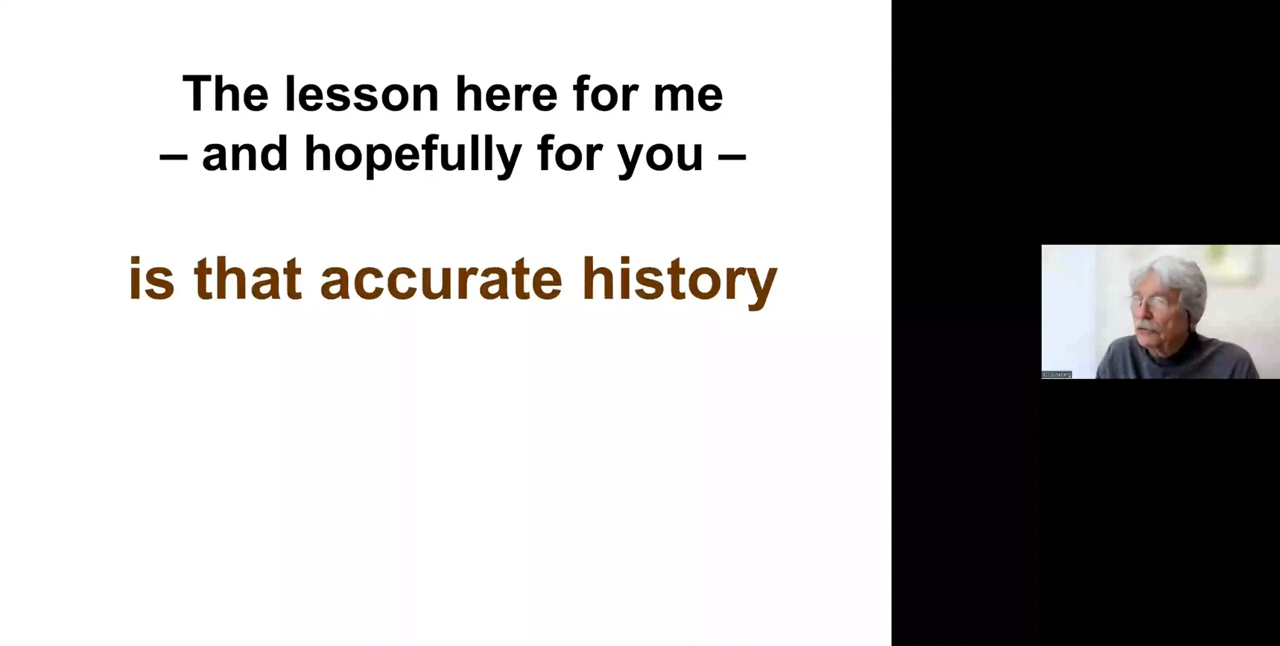 The lesson here for me
– and hopefully for you –
is that accurate history